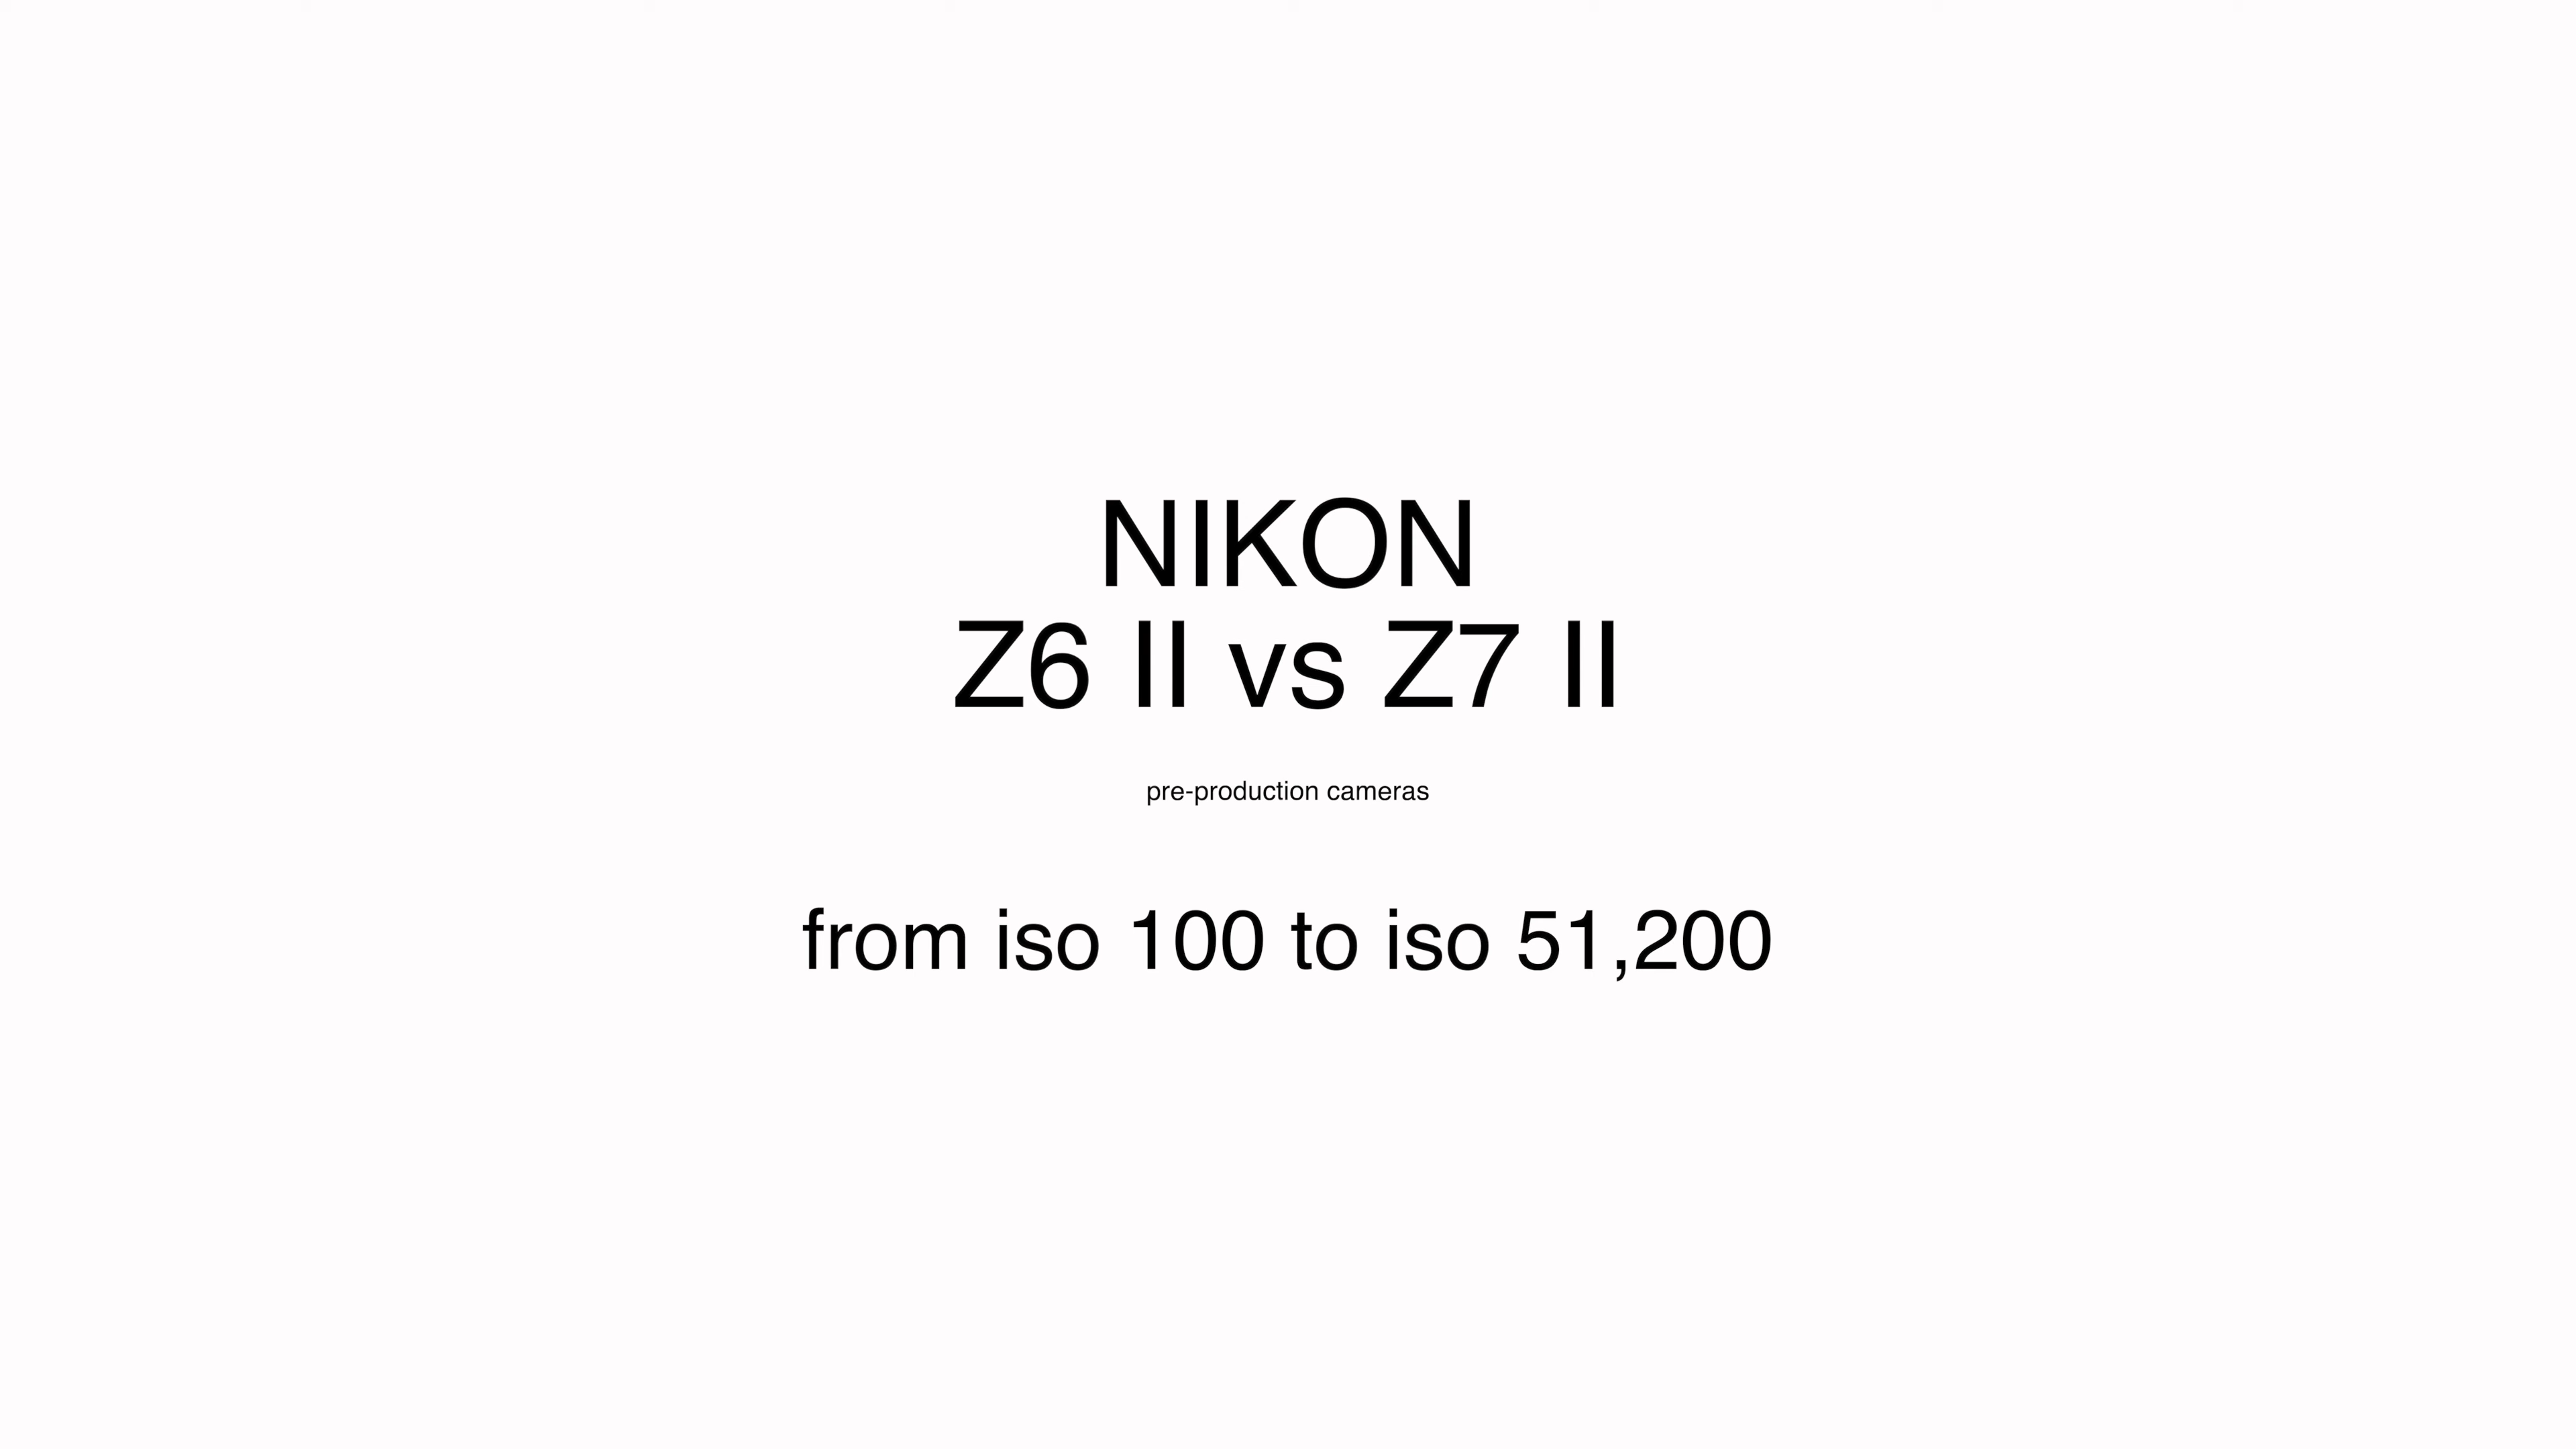 NIKON
Z6 II vs Z7 II
pre-production cameras
from iso 100 to iso 51,200